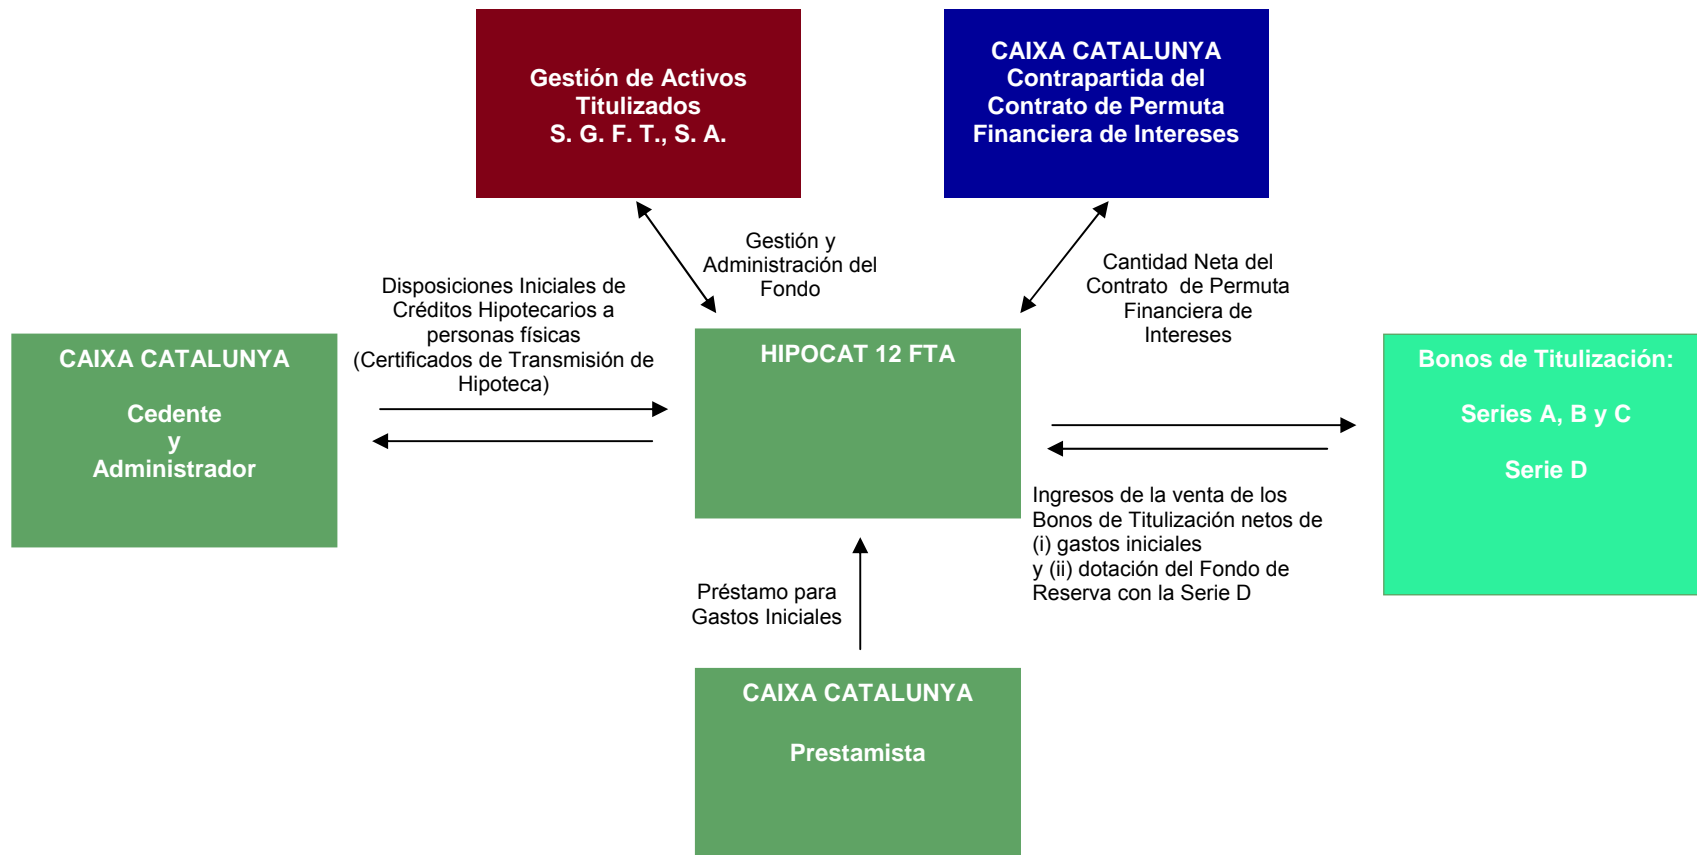 Gestión de Activos
Titulizados
S. G. F. T., S. A.
CAIXA CATALUNYA
Contrapartida del
Contrato de Permuta
Financiera de Intereses
Gestión y
Administración del
Fondo
Cantidad Neta del
Contrato de Permuta
Financiera de
Intereses
Disposiciones Iniciales de
Créditos Hipotecarios a
personas físicas
(Certificados de Transmisión de
Hipoteca)
CAIXA CATALUNYA
Cedente
y
Administrador
HIPOCAT 12 FTA
Bonos de Titulización:
Series A, B y C
Serie D
Ingresos de la venta de los
Bonos de Titulización netos de
(i) gastos iniciales
y (ii) dotación del Fondo de
Reserva con la Serie D
Préstamo para
Gastos Iniciales
CAIXA CATALUNYA
Prestamista